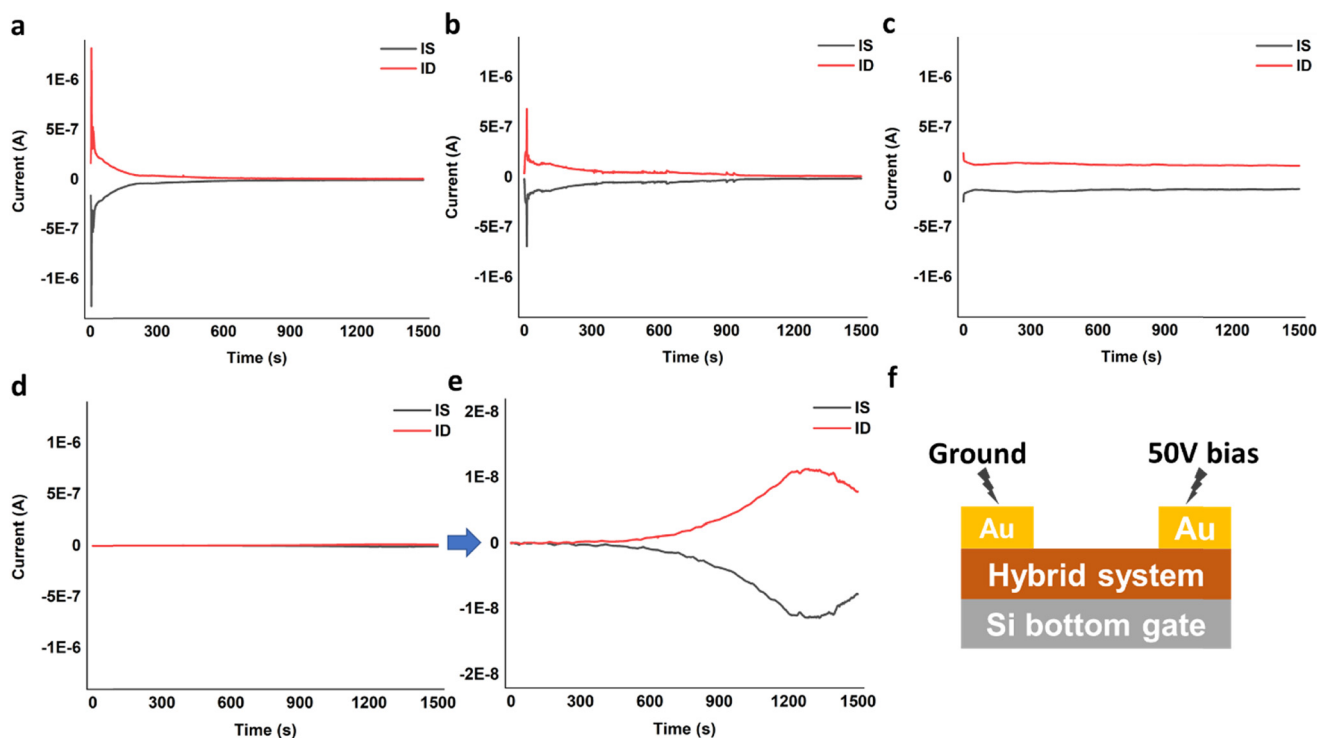 a
IS
ID
1E-6
5E-7
0
-5E-7
-1E-6
Current (A)
0 300 600 900 1200 1500
Time (s)
b
IS
ID
1E-6
5E-7
0
-5E-7
-1E-6
Current (A)
0 300 600 900 1200 1500
Time (s)
c
IS
ID
1E-6
5E-7
0
-5E-7
-1E-6
Current (A)
0 300 600 900 1200 1500
Time (s)
d
IS
ID
1E-6
5E-7
0
-5E-7
-1E-6
Current (A)
0 300 600 900 1200 1500
Time (s)
e
IS
ID
2E-8
1E-8
0
-1E-8
-2E-8
0 300 600 900 1200 1500
Time (s)
f
Ground 50V bias
Au Au
Hybrid system
Si bottom gate